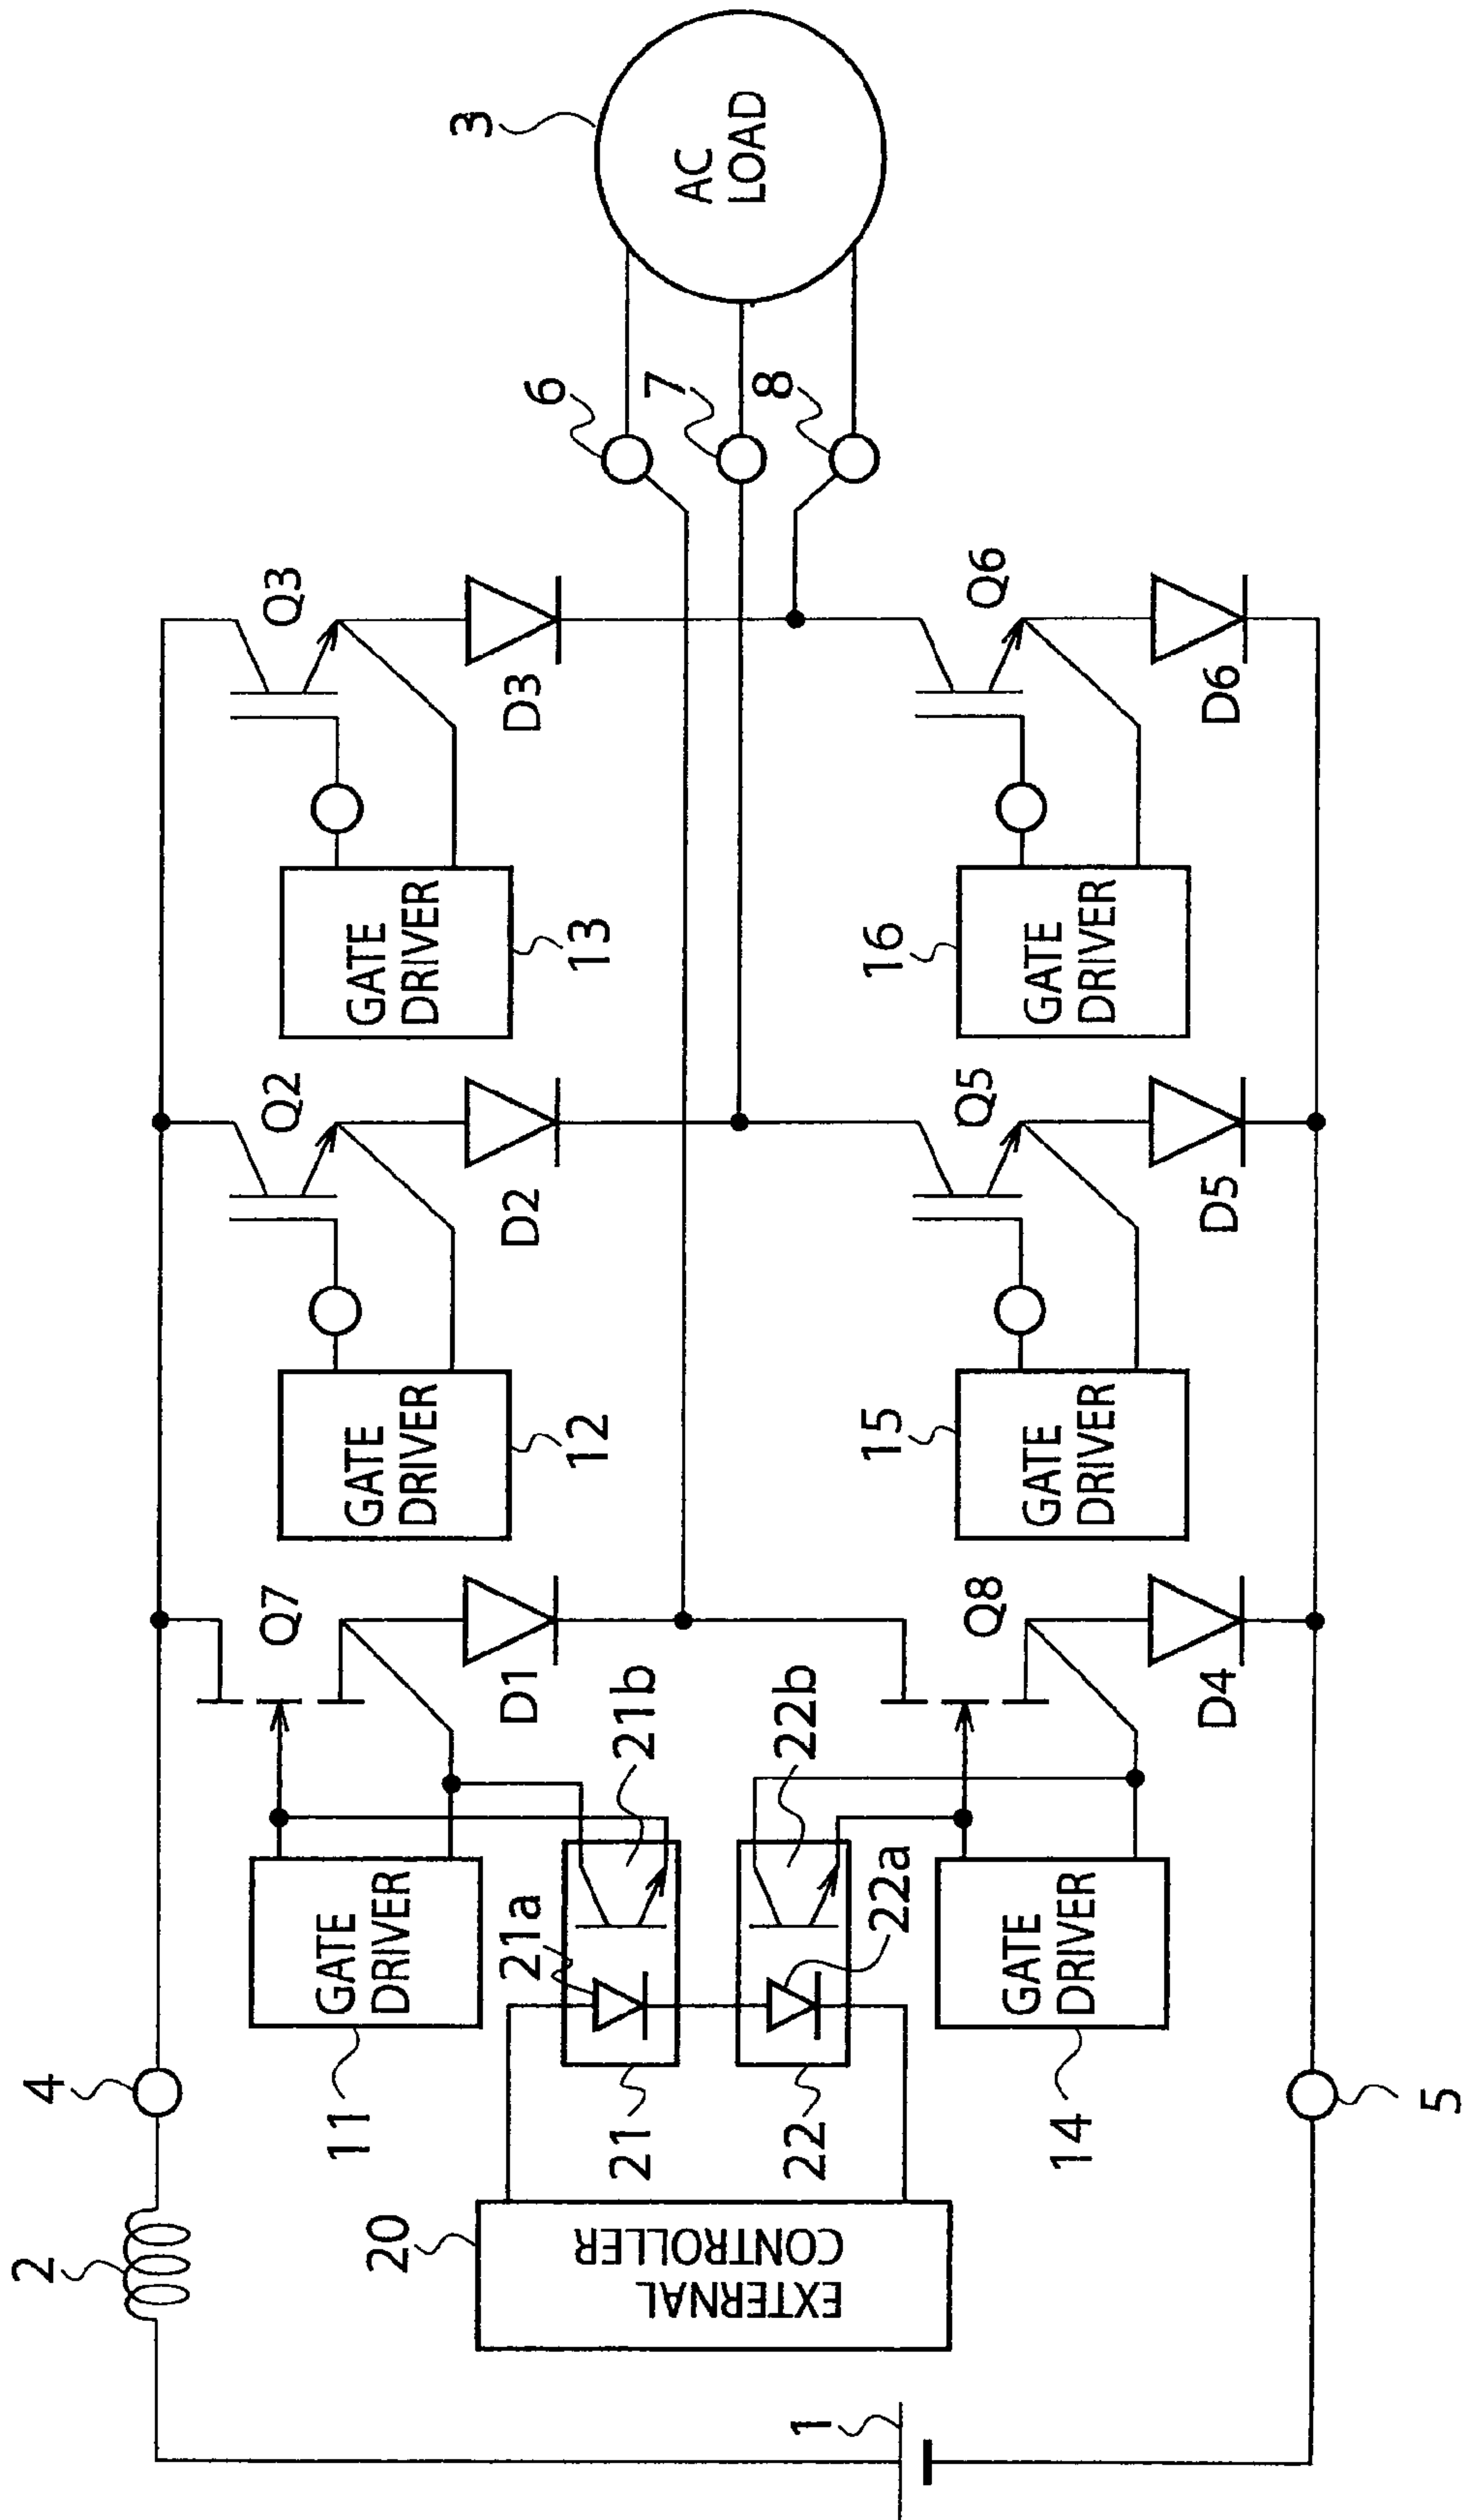 2
4
Q7
Q2
Q3
3
AC
LOAD
GATE
DRIVER
11
GATE
DRIVER
12
GATE
DRIVER
13
D1
D2
D3
6
7
8
20
EXTERNAL
CONTROLLER
21
21a
21b
22
22a
22b
1
Q8
Q5
Q6
GATE
DRIVER
14
GATE
DRIVER
15
GATE
DRIVER
16
D4
D5
D6
5